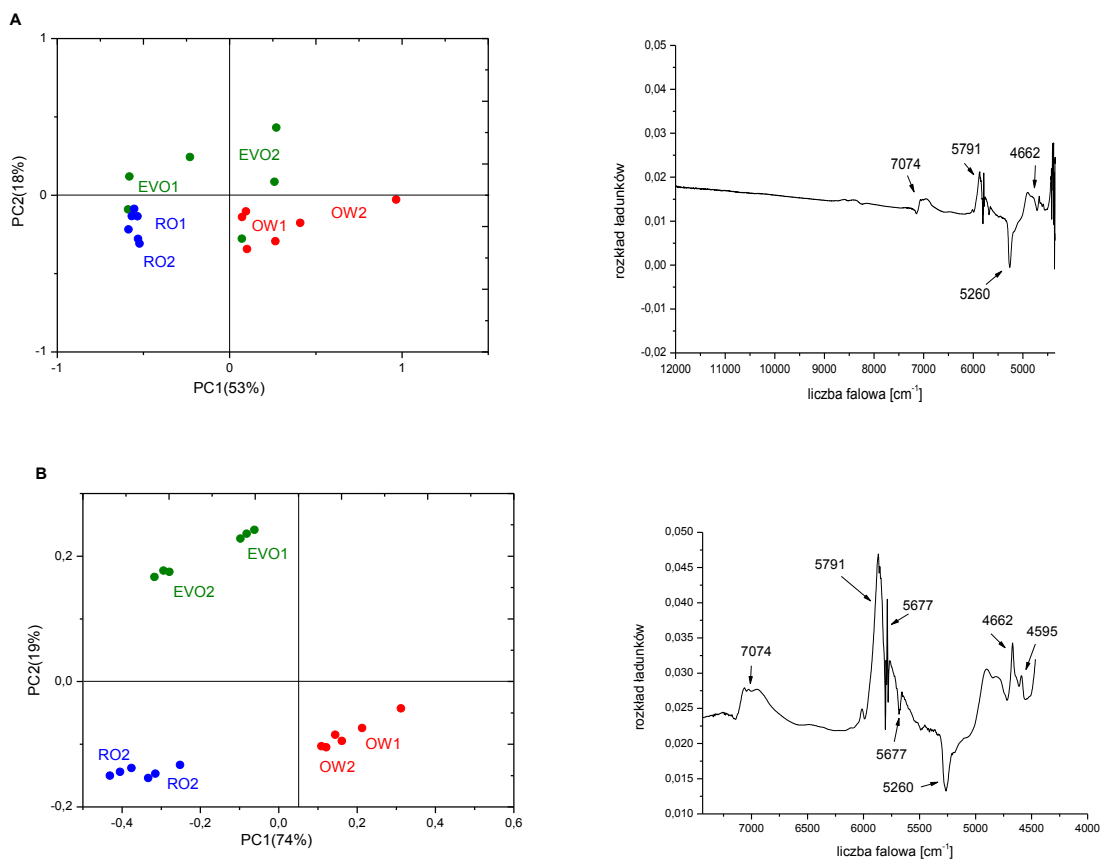 A
1
0
-1
-1
0
1
PC2(18%)
PC1(53%)
EVO2
EVO1
RO1
RO2
OW1
OW2
0,05
0,04
0,03
0,02
0,01
0,00
-0,01
-0,02
12000
11000
10000
9000
8000
7000
6000
5000
rozkład ładunków
liczba falowa [cm⁻¹]
7074
5791
4662
5260
B
0,2
0,0
-0,2
-0,4
-0,2
0,0
0,2
0,4
0,6
PC2(19%)
PC1(74%)
EVO1
EVO2
RO2
RO2
OW1
OW2
0,050
0,045
0,040
0,035
0,030
0,025
0,020
0,015
0,010
7000
6500
6000
5500
5000
4500
4000
rozkład ładunków
liczba falowa [cm⁻¹]
7074
5791
5677
5677
5260
4662
4595